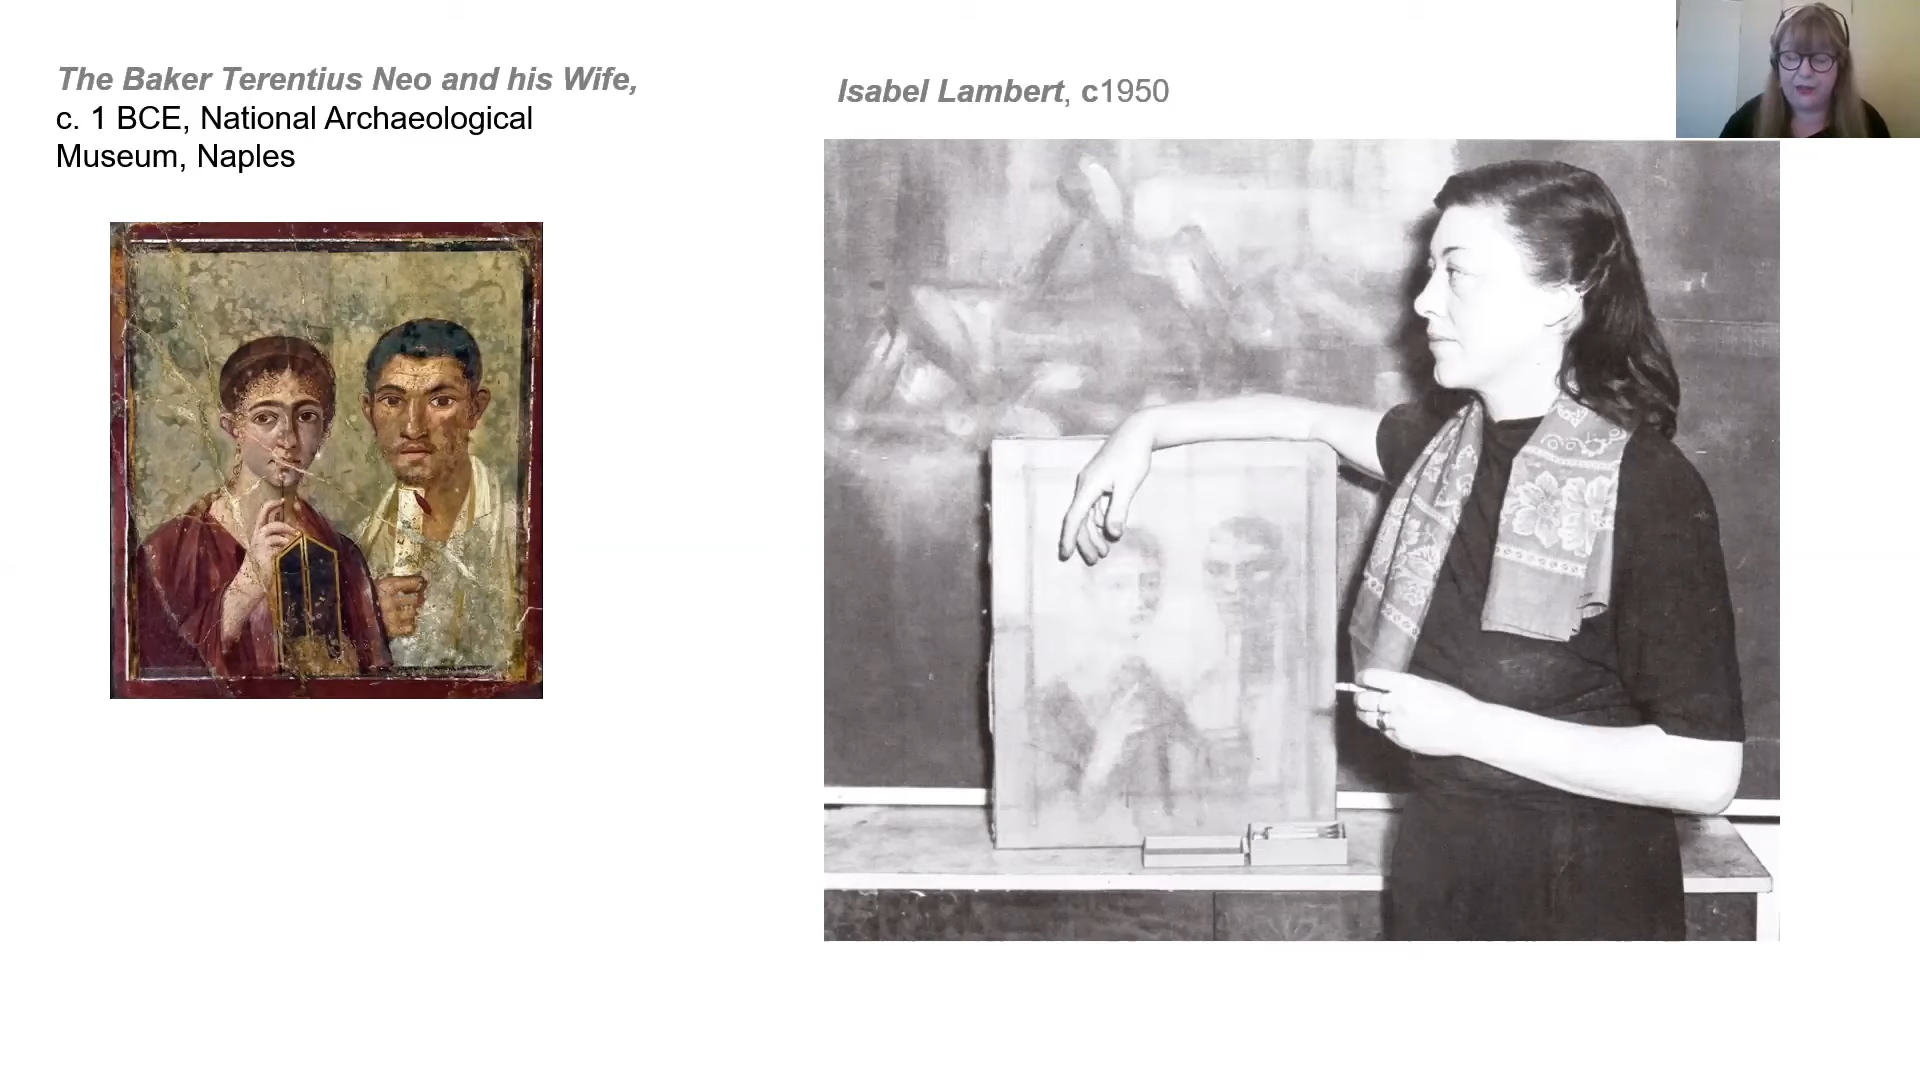 The Baker Terentius Neo and his Wife,
c. 1 BCE, National Archaeological
Museum, Naples
Isabel Lambert, c1950